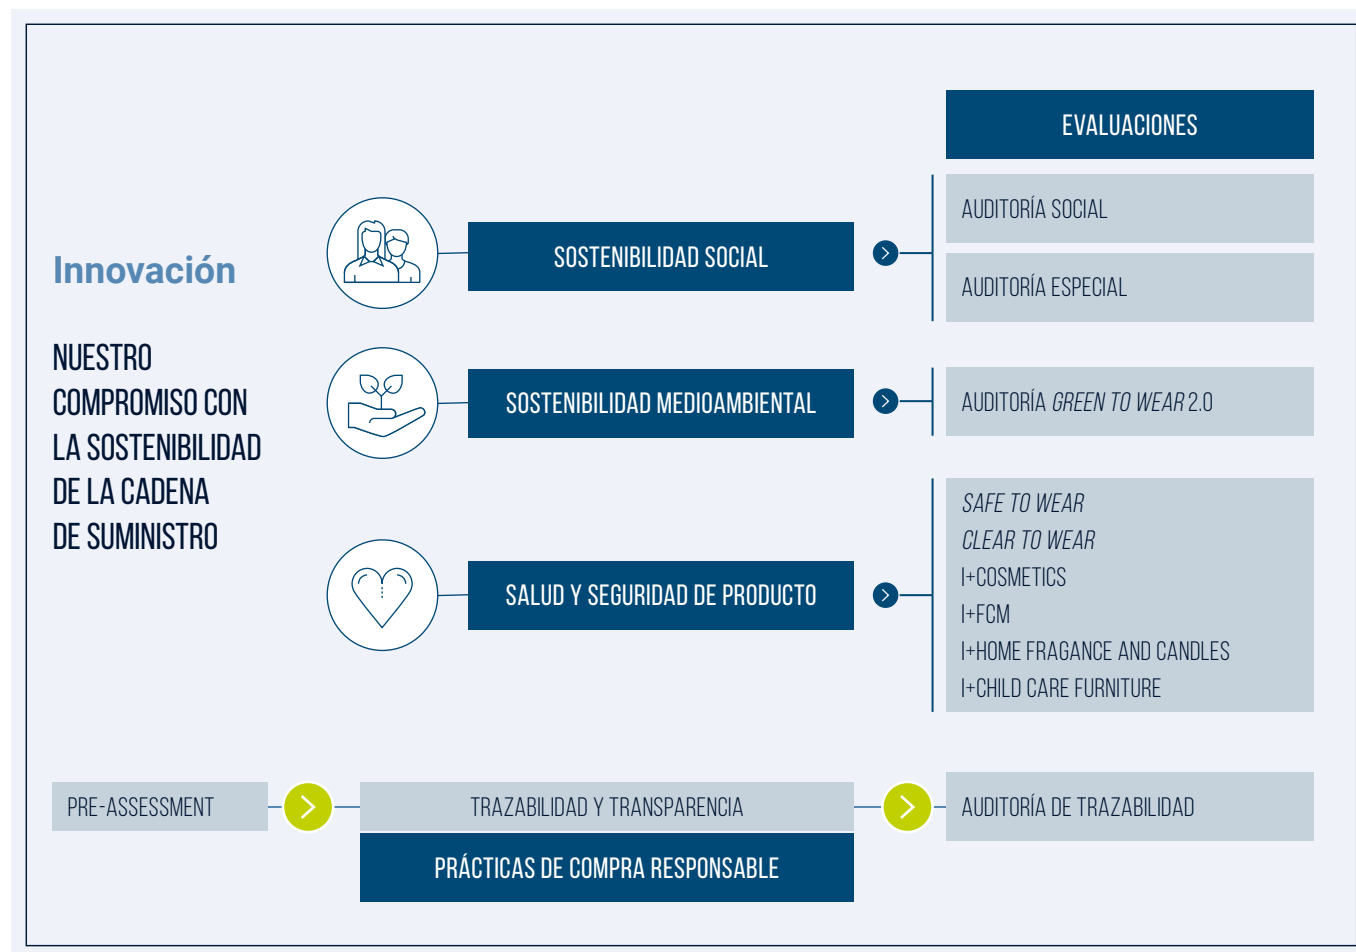 Innovación
NUESTRO
COMPROMISO CON
LA SOSTENIBILIDAD
DE LA CADENA
DE SUMINISTRO
EVALUACIONES
SOSTENIBILIDAD SOCIAL
AUDITORÍA SOCIAL
AUDITORÍA ESPECIAL
SOSTENIBILIDAD MEDIOAMBIENTAL
AUDITORÍA GREEN TO WEAR 2.0
SALUD Y SEGURIDAD DE PRODUCTO
SAFE TO WEAR
CLEAR TO WEAR
I+COSMETICS
I+FCM
I+HOME FRAGANCE AND CANDLES
I+CHILD CARE FURNITURE
PRE-ASSESSMENT
TRAZABILIDAD Y TRANSPARENCIA
AUDITORÍA DE TRAZABILIDAD
PRÁCTICAS DE COMPRA RESPONSABLE